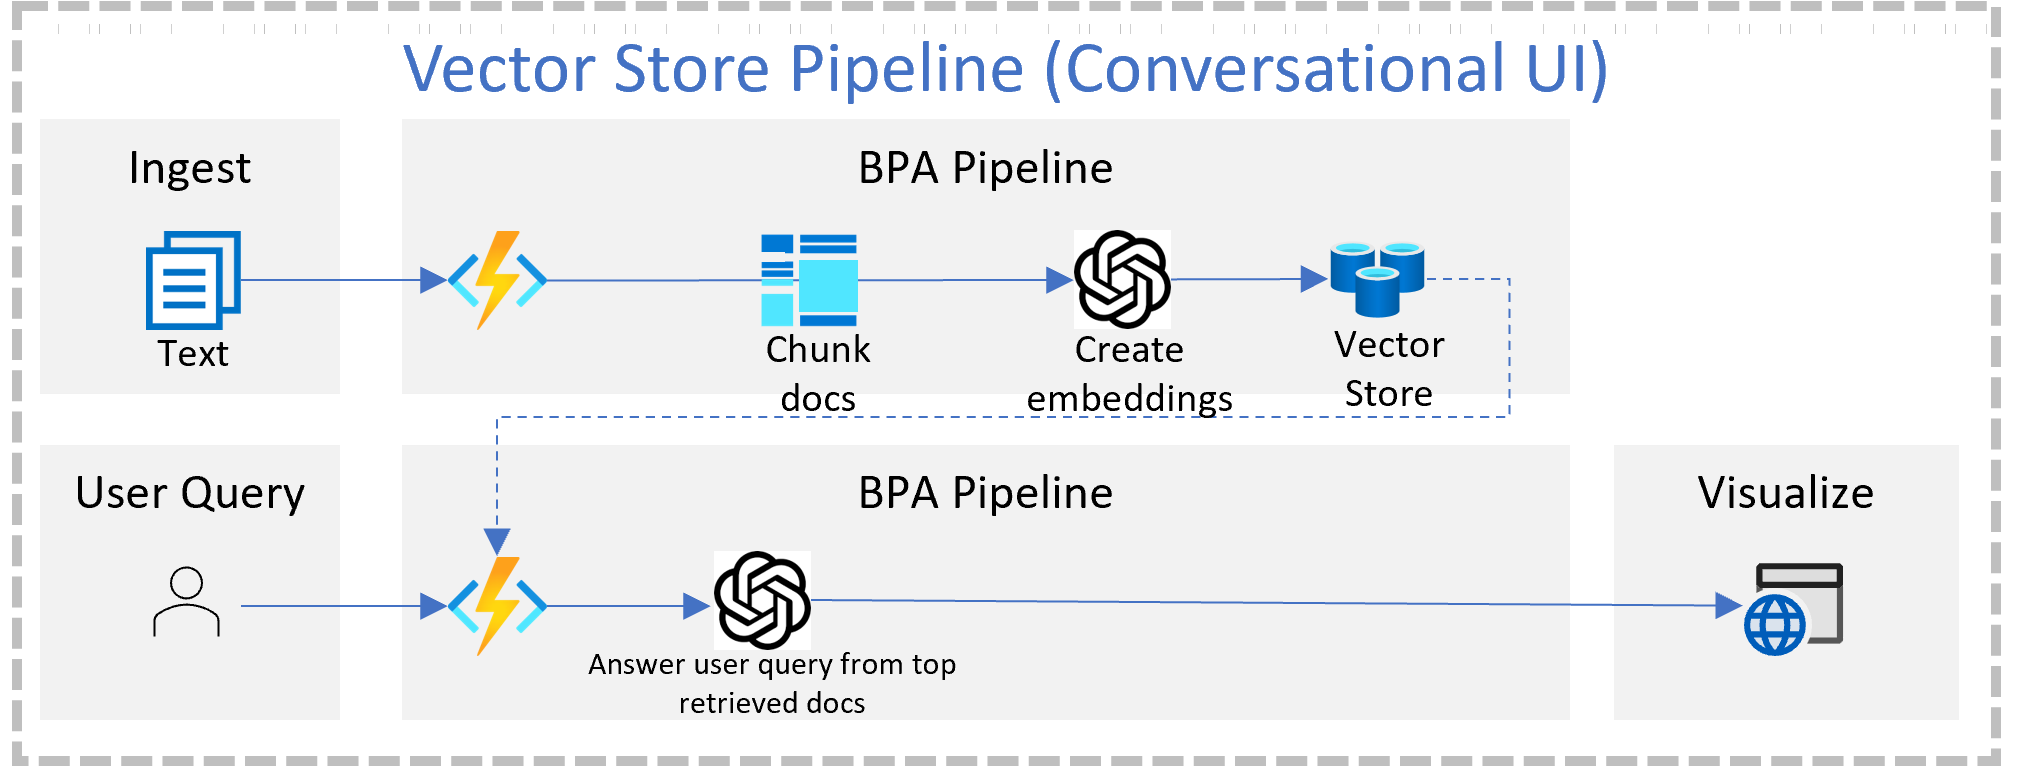 Vector Store Pipeline (Conversational UI)
Ingest
BPA Pipeline
Text
Chunk
docs
Create
embeddings
Vector
Store
User Query
BPA Pipeline
Visualize
Answer user query from top
retrieved docs